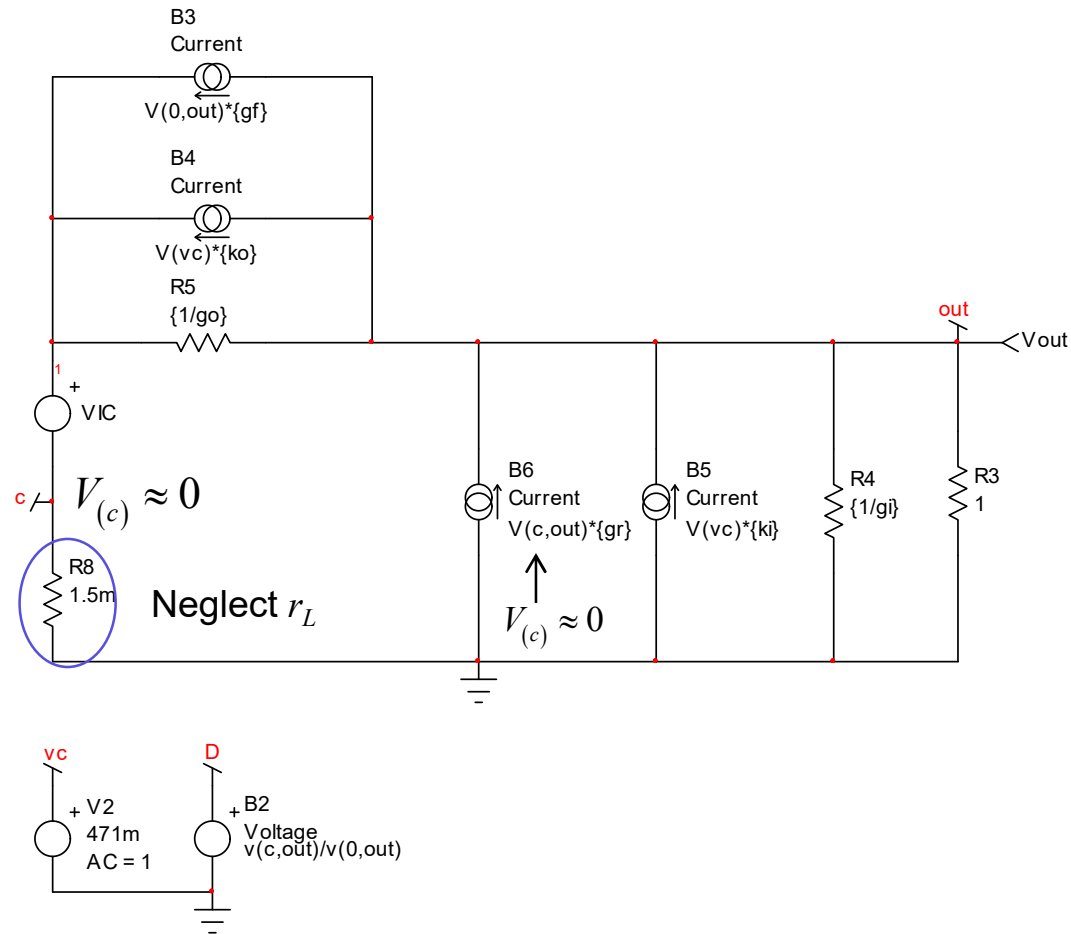 B3
Current
V(0,out)*{gf}
B4
Current
V(vc)*{ko}
R5
{1/go}
out
Vout
1
+
VIC
c
V(c) ≈ 0
R8
1.5m
Neglect rL
B6
Current
V(c,out)*{gr}
V(c) ≈ 0
B5
Current
V(vc)*{ki}
R4
{1/gi}
R3
1
vc
+ V2
471m
AC = 1
D
+ B2
Voltage
v(c,out)/v(0,out)